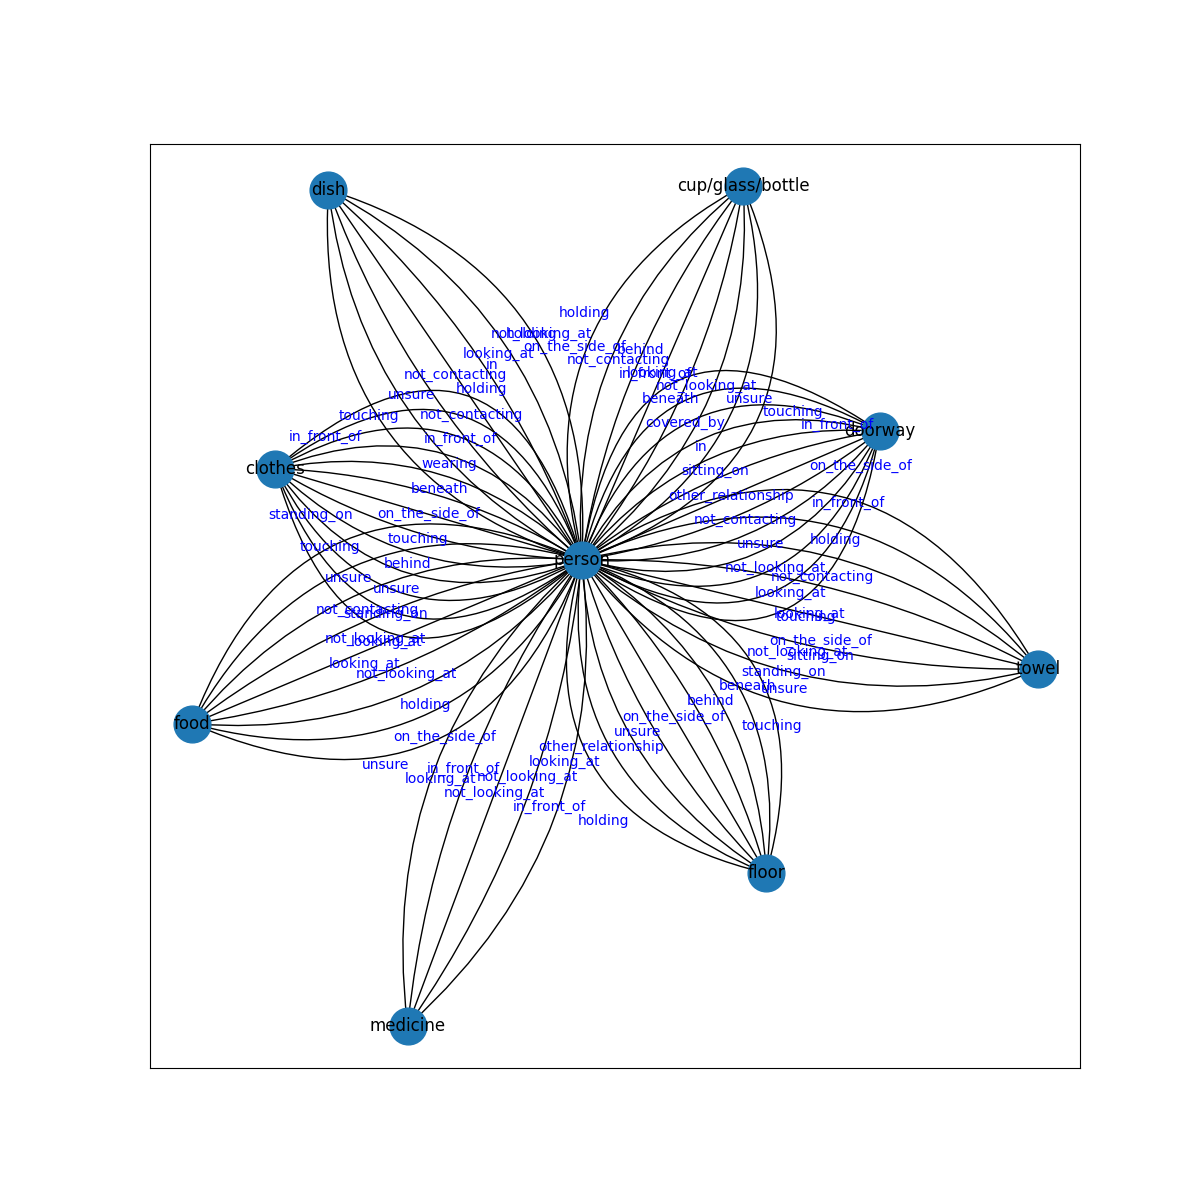 dish
cup/glass/bottle
holding
not_looking_at
holding
on_the_side_of
behind
looking_at
not_contacting
in
not_contacting
looking_at
in_front_of
holding
not_looking_at
unsure
beneath
unsure
touching
not_contacting
touching
covered_by
in_front_of
doorway
in_front_of
in_front_of
in
wearing
clothes
on_the_side_of
sitting_on
beneath
other_relationship
in_front_of
standing_on
on_the_side_of
not_contacting
touching
holding
touching
unsure
person
behind
not_looking_at
unsure
not_contacting
unsure
looking_at
not_contacting
standing_on
looking_at
touching
not_looking_at
looking_at
on_the_side_of
not_looking_at
sitting_on
looking_at
towel
not_looking_at
standing_on
beneath
unsure
behind
holding
on_the_side_of
food
touching
unsure
on_the_side_of
other_relationship
looking_at
unsure
in_front_of
looking_at
not_looking_at
not_looking_at
in_front_of
holding
floor
medicine